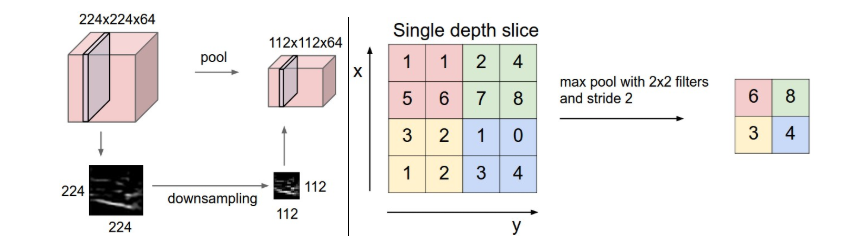 224x224x64
pool
112x112x64
224
downsampling
112
224
112
Single depth slice
x
1 1 2 4
5 6 7 8
3 2 1 0
1 2 3 4
y
max pool with 2x2 filters
and stride 2
6 8
3 4